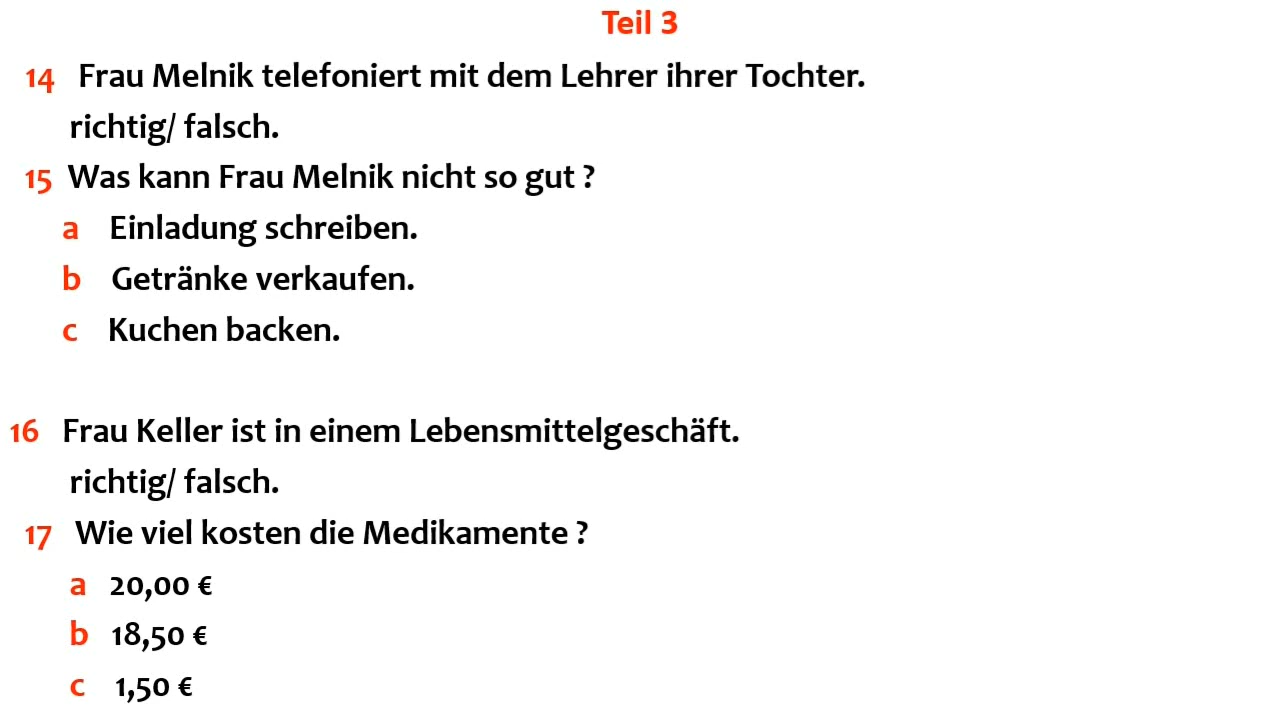 Teil 3
14 Frau Melnik telefoniert mit dem Lehrer ihrer Tochter.
richtig/ falsch.
15 Was kann Frau Melnik nicht so gut ?
a Einladung schreiben.
b Getränke verkaufen.
c Kuchen backen.
16 Frau Keller ist in einem Lebensmittelgeschäft.
richtig/ falsch.
17 Wie viel kosten die Medikamente ?
a 20,00 €
b 18,50 €
c 1,50 €